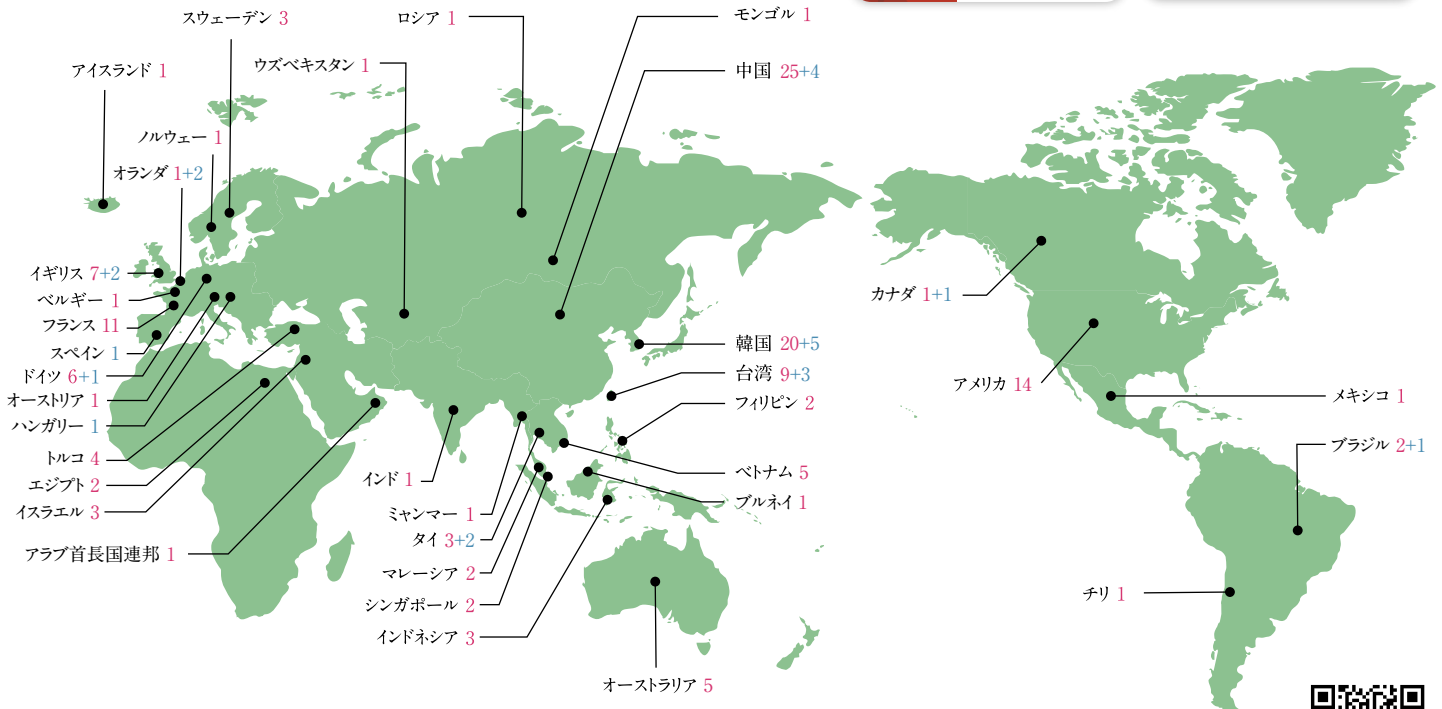 スウェーデン 3
ロシア 1
モンゴル 1
アイスランド 1
ウズベキスタン 1
中国 25+4
ノルウェー 1
オランダ 1+2
イギリス 7+2
ベルギー 1
フランス 11
スペイン 1
ドイツ 6+1
オーストリア 1
ハンガリー 1
トルコ 4
エジプト 2
イスラエル 3
アラブ首長国連邦 1
インド 1
ミャンマー 1
タイ 3+2
マレーシア 2
シンガポール 2
インドネシア 3
オーストラリア 5
韓国 20+5
台湾 9+3
フィリピン 2
ベトナム 5
ブルネイ 1
カナダ 1+1
アメリカ 14
メキシコ 1
ブラジル 2+1
チリ 1